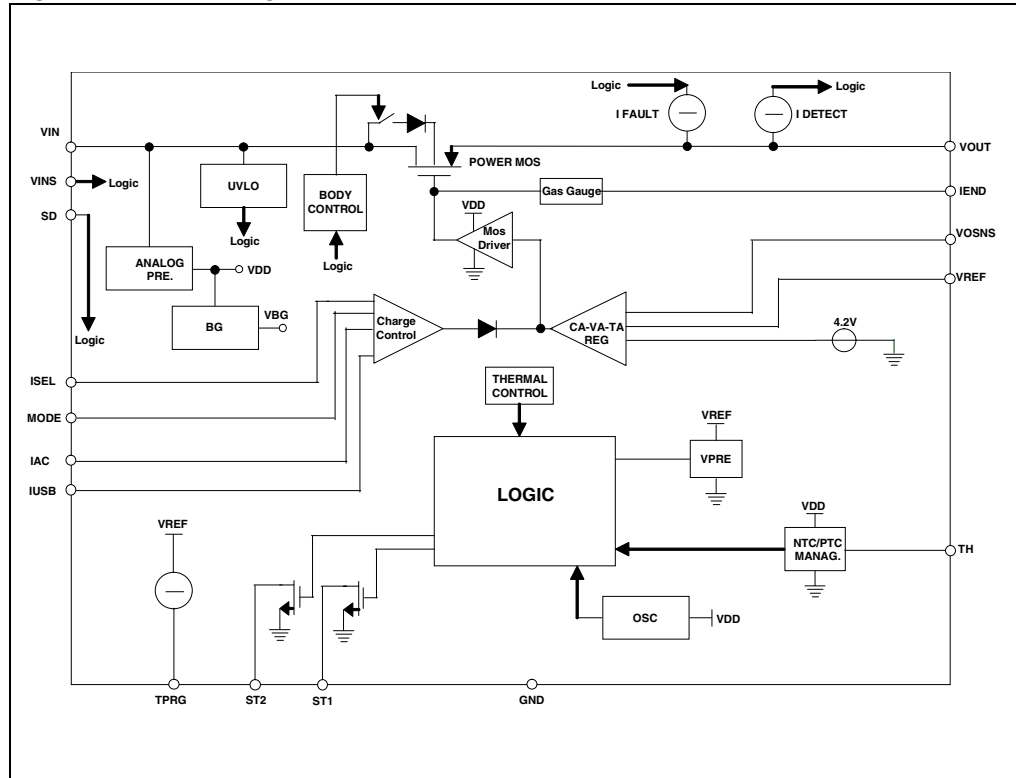 Logic
Logic
I FAULT
I DETECT
VIN
VOUT
POWER MOS
VINS
Logic
UVLO
BODY
CONTROL
Gas Gauge
IEND
SD
VDD
Mos
Driver
Logic
VOSNS
ANALOG
PRE.
VDD
Logic
VREF
VBG
BG
Charge
Control
CA-VA-TA
REG
4.2V
Logic
ISEL
THERMAL
CONTROL
MODE
VREF
IAC
VPRE
IUSB
LOGIC
VDD
VREF
NTC/PTC
MANAG.
TH
OSC
VDD
TPRG
ST2
ST1
GND